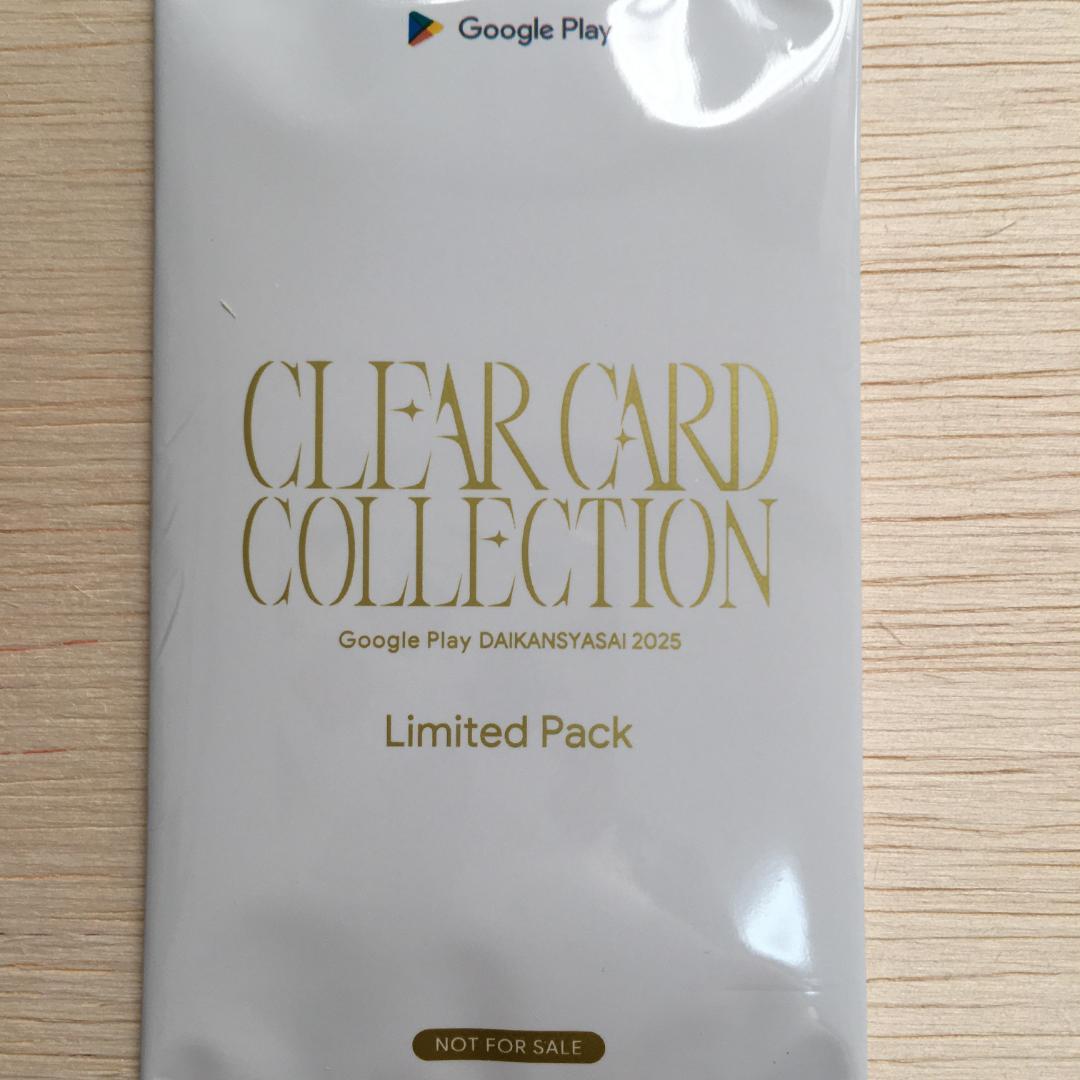 Google Play
CLEAR CARD
COLLECTION
Google Play DAIKANSYASAI 2025
Limited Pack
NOT FOR SALE